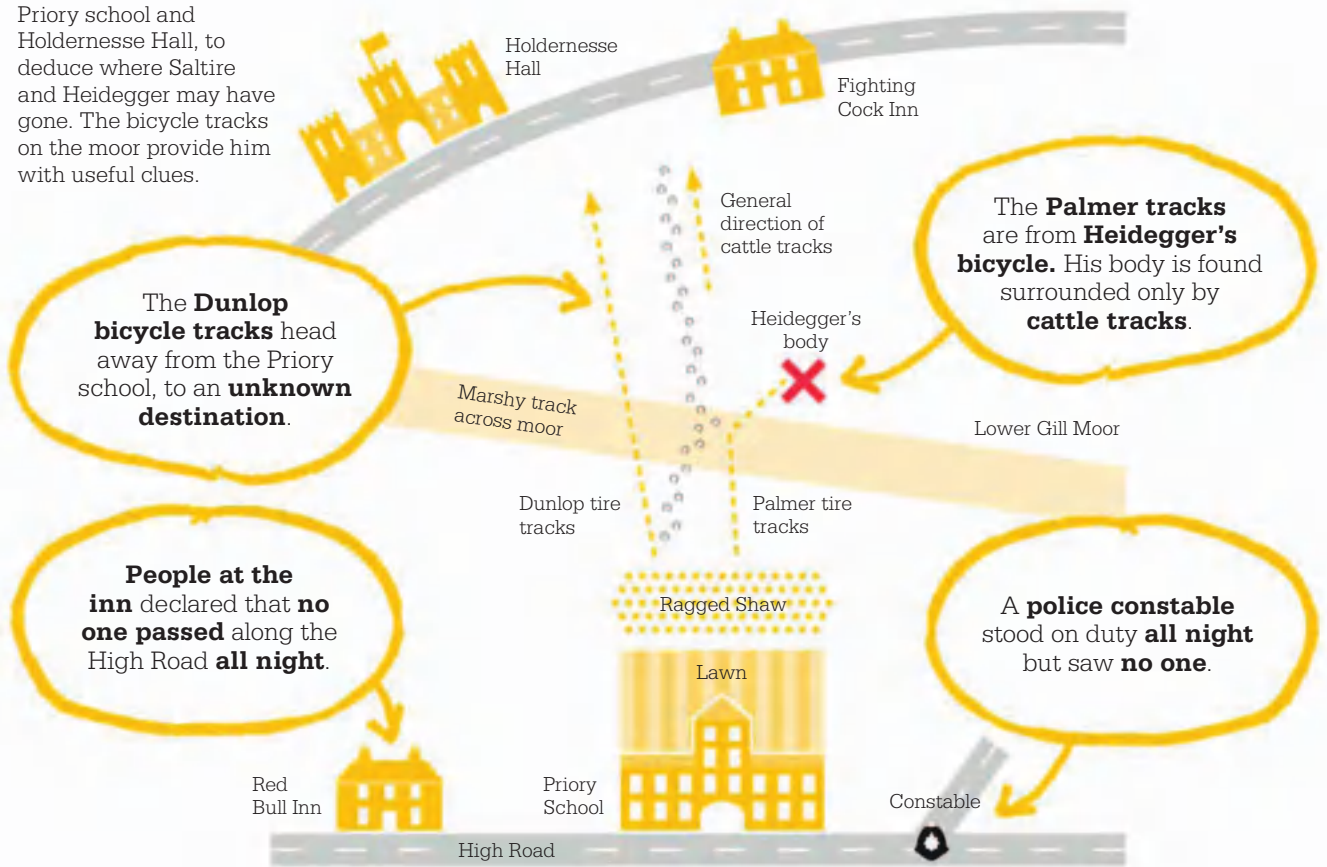 Priory school and
Holdernesse Hall, to
deduce where Saltire
and Heidegger may have
gone. The bicycle tracks
on the moor provide him
with useful clues.
Holdernesse
Hall
Fighting
Cock Inn
General
direction of
cattle tracks
The Palmer tracks
are from Heidegger's
bicycle. His body is found
surrounded only by
cattle tracks.
The Dunlop
bicycle tracks head
away from the Priory
school, to an unknown
destination.
Heidegger's
body
Marshy track
across moor
Lower Gill Moor
Dunlop tire
tracks
Palmer tire
tracks
People at the
inn declared that no
one passed along the
High Road all night.
Ragged Shaw
A police constable
stood on duty all night
but saw no one.
Lawn
Red
Bull Inn
Priory
School
Constable
High Road